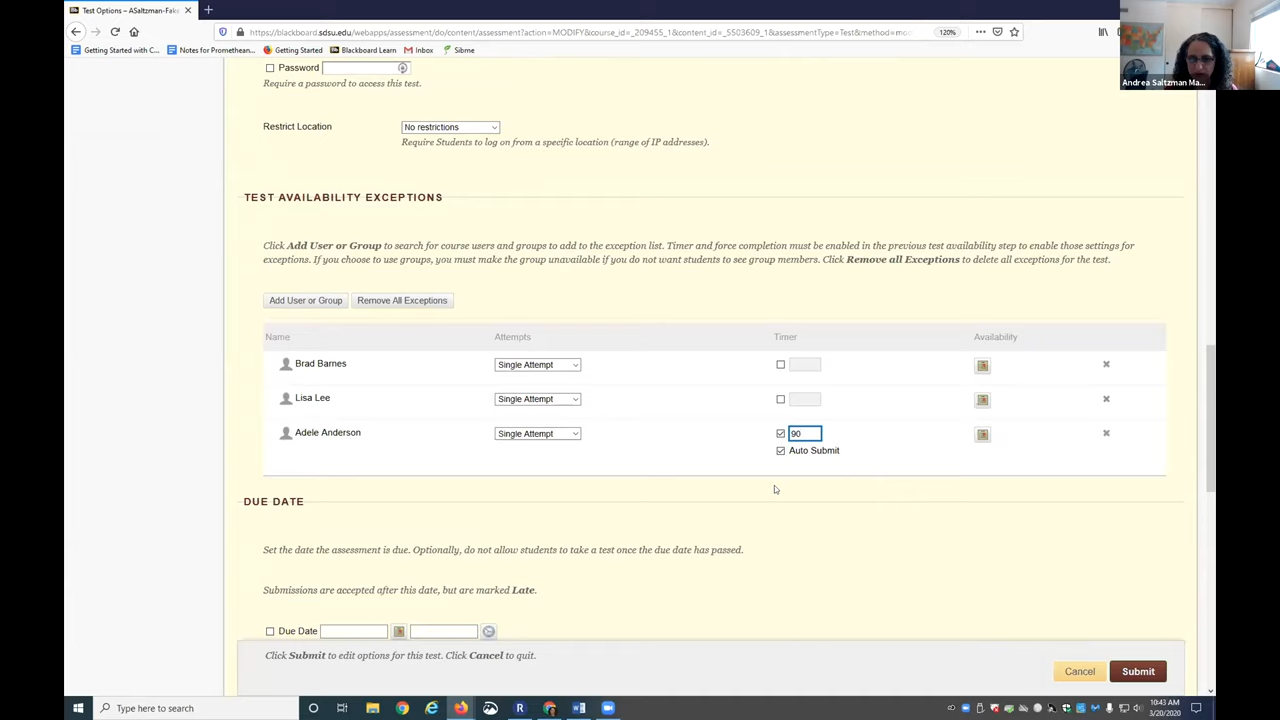 Test Options – ASaltzman-Fake
https://blackboard.sdsu.edu/webapps/assessment/do/content/assessment?action=MODIFY&course_id=_209455_1&content_id=_5503609_1&assessmentType=Test&method=mo
120%
Getting Started with C...
Notes for Promethean...
Getting Started
Blackboard Learn
Inbox
Sibme
Andrea Saltzman Ma...
Password
Require a password to access this test.
Restrict Location
No restrictions
Require Students to log on from a specific location (range of IP addresses).
TEST AVAILABILITY EXCEPTIONS
Click Add User or Group to search for course users and groups to add to the exception list. Timer and force completion must be enabled in the previous test availability step to enable those settings for
exceptions. If you choose to use groups, you must make the group unavailable if you do not want students to see group members. Click Remove all Exceptions to delete all exceptions for the test.
Add User or Group Remove All Exceptions
Name Attempts Timer Availability
Brad Barnes Single Attempt
Lisa Lee Single Attempt
Adele Anderson Single Attempt 90
Auto Submit
DUE DATE
Set the date the assessment is due. Optionally, do not allow students to take a test once the due date has passed.
Submissions are accepted after this date, but are marked Late.
Due Date
Click Submit to edit options for this test. Click Cancel to quit.
Cancel Submit
Type here to search
10:43 AM
3/20/2020